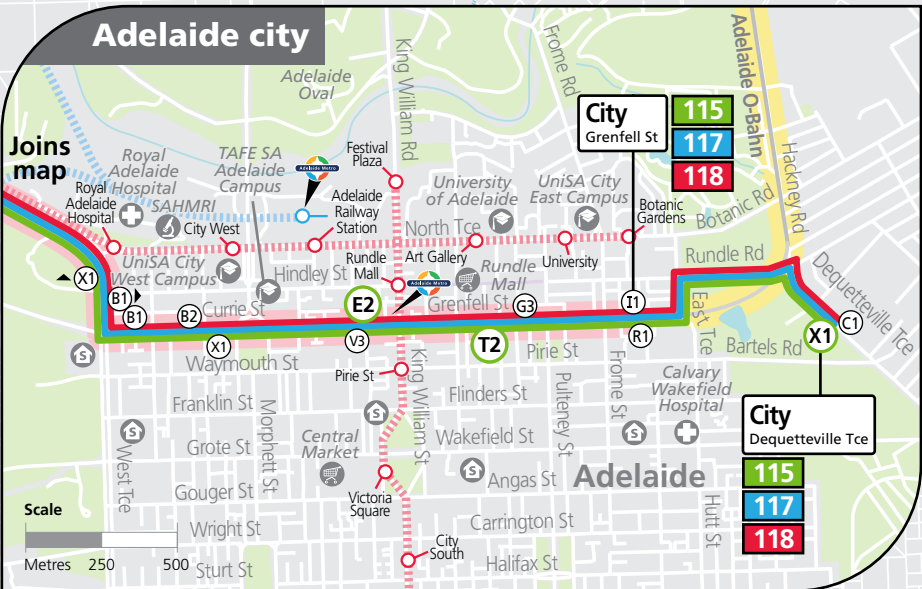 Adelaide city
Adelaide
Oval
King William Rd
Frome Rd
Adelaide O-Bahn
Hackney Rd
City
Grenfell St
115
117
118
Joins
map
Royal
Adelaide
Hospital
SAHMRI
TAFE SA
Adelaide
Campus
Adelaide Metro
Festival
Plaza
Royal
Adelaide
Hospital
City West
Adelaide
Railway
Station
University
of Adelaide
UniSA City
East Campus
Botanic
Gardens
Botanic Rd
North Tce
Art Gallery
University
Rundle Rd
Dequetteville Tce
UniSA City
West Campus
Hindley St
Rundle
Mall
Adelaide Metro
Rundle
Mall
X1
B1
B1
B2
Currie St
E2
Grenfell St
G3
I1
East Tce
C1
X1
X1
V3
T2
R1
Waymouth St
Pirie St
Pirie St
Bartels Rd
King William St
Frome St
Pulteney St
Calvary
Wakefield
Hospital
Franklin St
Flinders St
Morphett St
West Tce
Grote St
Central
Market
Wakefield St
City
Dequetteville Tce
115
117
118
Gouger St
Angas St
Adelaide
Victoria
Square
Hutt St
Scale
Metres 250 500
Wright St
Carrington St
City
South
Sturt St
Halifax St
S
S
S
S
S